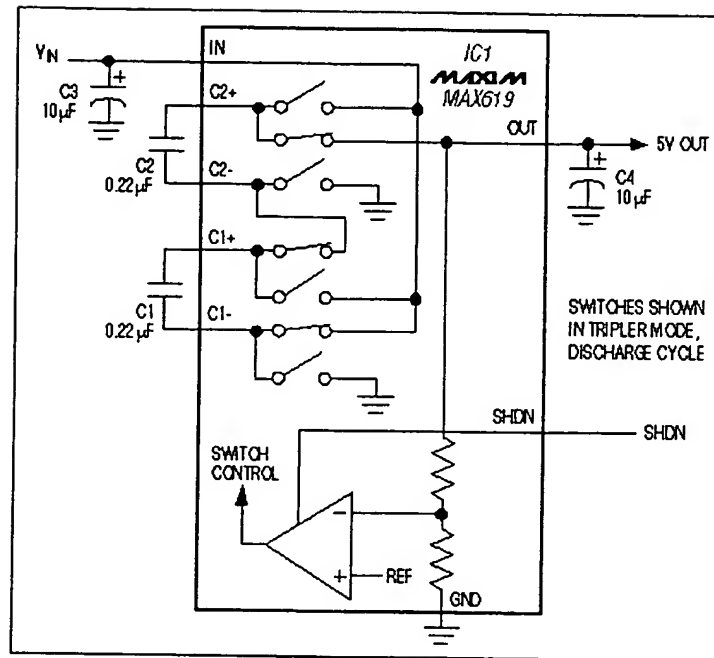 VIN
IN
IC1
MAXIM
MAX619
C3
10µF
C2+
OUT
5V OUT
C2
0.22µF
C2-
C4
10µF
C1+
C1
0.22µF
C1-
SWITCHES SHOWN
IN TRIPLER MODE,
DISCHARGE CYCLE
SHDN
SHDN
SWITCH
CONTROL
−
+
REF
GND
+
+